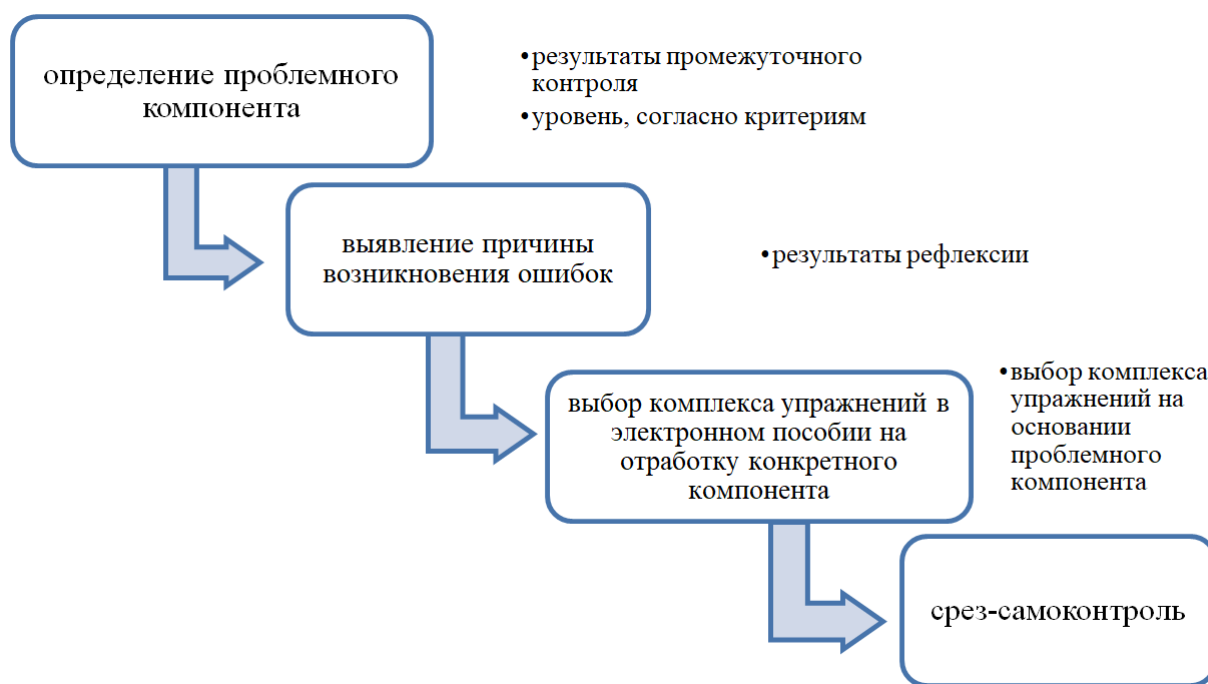 определение проблемного
компонента
•результаты промежуточного
контроля
•уровень, согласно критериям
выявление причины
возникновения ошибок
•результаты рефлексии
выбор комплекса упражнений в
электронном пособии на
отработку конкретного
компонента
•выбор комплекса
упражнений на
основании
проблемного
компонента
срез-самоконтроль